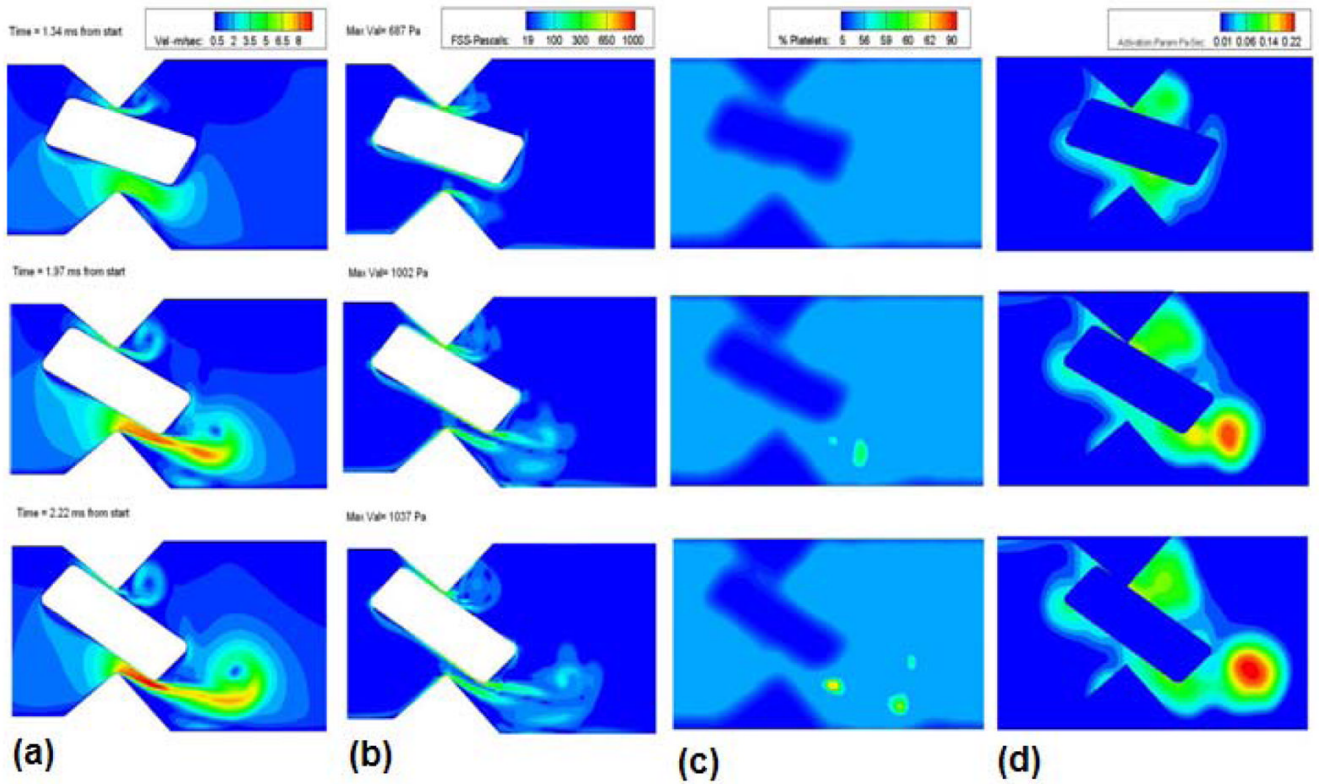 Time = 1.34 ms from start
Vel -m/sec:
0.5 2 3.5 5 6.5 8
Max Val= 687 Pa
FSS-Pascals:
19 100 300 650 1000
% Platelets:
5 56 59 60 62 90
Activation Param Pa-Sec:
0.01 0.06 0.14 0.22
Time = 1.97 ms from start
Max Val= 1002 Pa
Time = 2.22 ms from start
Max Val= 1037 Pa
(a)
(b)
(c)
(d)